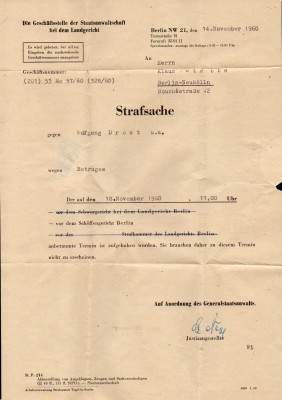 Die Geschäftsstelle der Staatsanwaltschaft
bei dem Landgericht
Berlin NW 21, den 14. November 1960
Es wird gebeten, bei allen
Eingaben die nachstehende
Geschäftsnummer anzugeben
Geschäftsnummer:
An
Herrn
Klaus
Berlin-Neukölln
Strafsache
gegen Wolfgang D r o s t u.a.
wegen Betruges
Der auf den 18. November 1960 , 11,00 Uhr
vor dem Schwurgericht bei dem Landgericht Berlin
— vor dem Schöffengericht Berlin
— vor der Strafkammer des Landgerichts Berlin —
anberaumte Termin ist aufgehoben worden. Sie brauchen daher zu diesem Termin
nicht zu erscheinen.
Auf Anordnung des Generalstaatsanwalts.
Justizangestellte